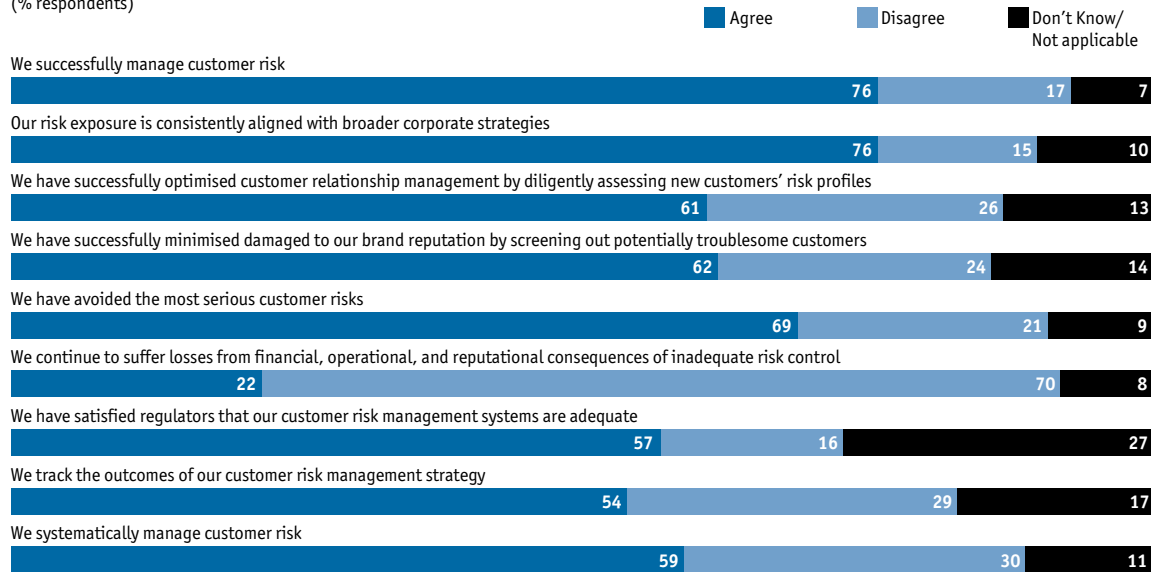 (% respondents)
Agree Disagree Don't Know/
Not applicable
We successfully manage customer risk
76 17 7
Our risk exposure is consistently aligned with broader corporate strategies
76 15 10
We have successfully optimised customer relationship management by diligently assessing new customers' risk profiles
61 26 13
We have successfully minimised damaged to our brand reputation by screening out potentially troublesome customers
62 24 14
We have avoided the most serious customer risks
69 21 9
We continue to suffer losses from financial, operational, and reputational consequences of inadequate risk control
22 70 8
We have satisfied regulators that our customer risk management systems are adequate
57 16 27
We track the outcomes of our customer risk management strategy
54 29 17
We systematically manage customer risk
59 30 11